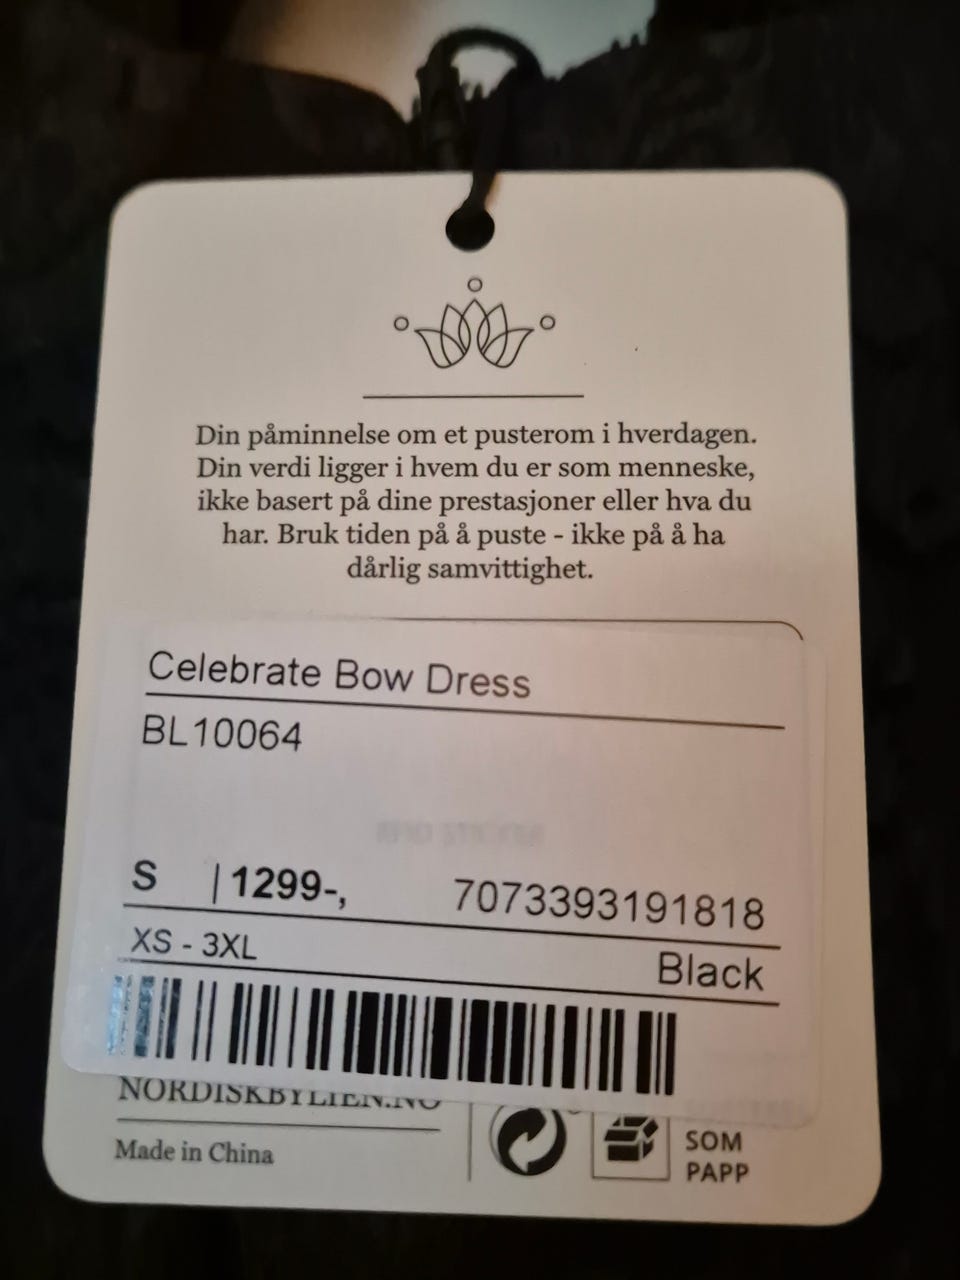 Din påminnelse om et pusterom i hverdagen.
Din verdi ligger i hvem du er som menneske,
ikke basert på dine prestasjoner eller hva du
har. Bruk tiden på å puste - ikke på å ha
dårlig samvittighet.
Celebrate Bow Dress
BL10064
S | 1299-, 7073393191818
XS - 3XL Black
NORDISKBYLIEN.NO
Made in China
SOM
PAPP